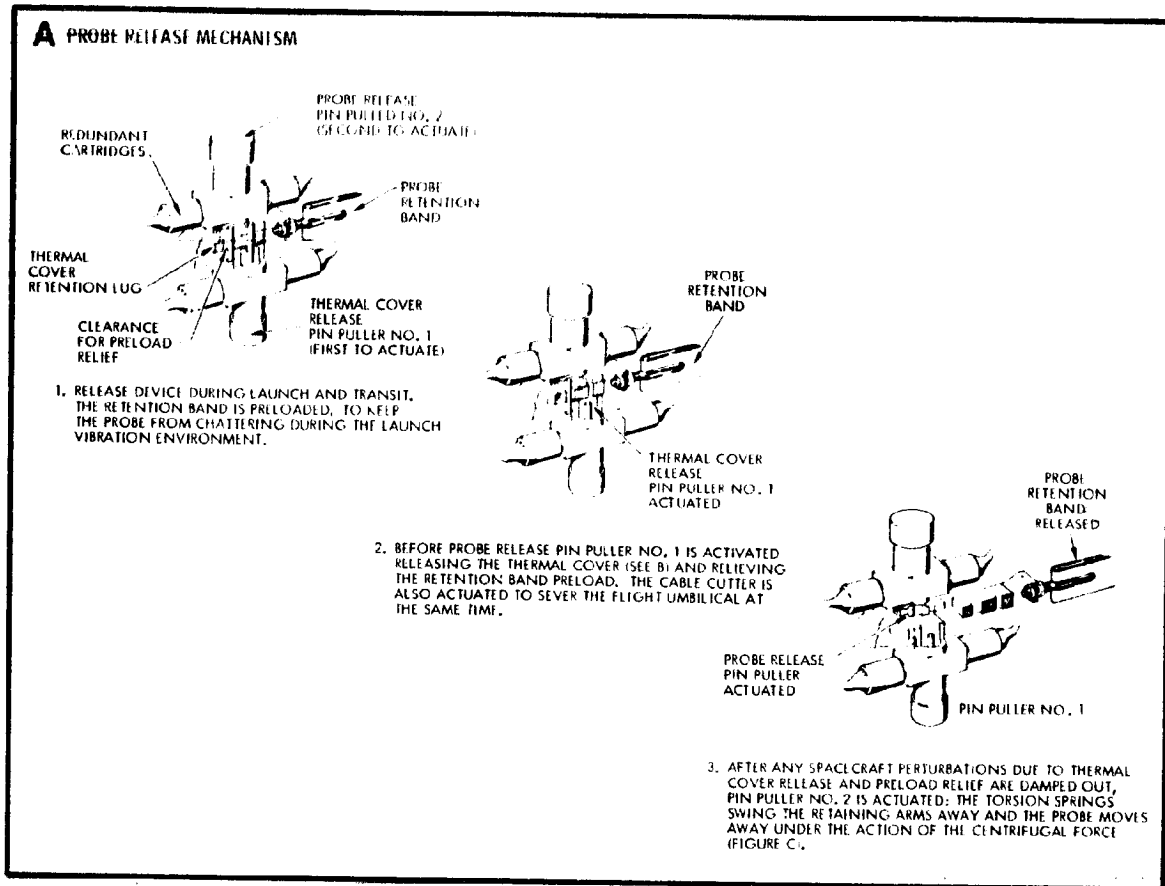 A PROBE RELEASE MECHANISM
PROBE RELEASE
PIN PULLED NO. 2
(SECOND TO ACTUATE)
REDUNDANT
CARTRIDGES
PROBE
RETENTION
BAND
THERMAL
COVER
RETENTION LUG
CLEARANCE
FOR PRELOAD
RELIEF
THERMAL COVER
RELEASE
PIN PULLER NO. 1
(FIRST TO ACTUATE)
1. RELEASE DEVICE DURING LAUNCH AND TRANSIT.
THE RETENTION BAND IS PRELOADED, TO KEEP
THE PROBE FROM CHATTERING DURING THE LAUNCH
VIBRATION ENVIRONMENT.
PROBE
RETENTION
BAND
THERMAL COVER
RELEASE
PIN PULLER NO. 1
ACTUATED
2. BEFORE PROBE RELEASE PIN PULLER NO. 1 IS ACTIVATED
RELEASING THE THERMAL COVER (SEE B) AND RELIEVING
THE RETENTION BAND PRELOAD. THE CABLE CUTTER IS
ALSO ACTUATED TO SEVER THE FLIGHT UMBILICAL AT
THE SAME TIME.
PROBE
RETENTION
BAND
RELEASED
PROBE RELEASE
PIN PULLER
ACTUATED
PIN PULLER NO. 1
3. AFTER ANY SPACECRAFT PERTURBATIONS DUE TO THERMAL
COVER RELEASE AND PRELOAD RELIEF ARE DAMPED OUT,
PIN PULLER NO. 2 IS ACTUATED: THE TORSION SPRINGS
SWING THE RETAINING ARMS AWAY AND THE PROBE MOVES
AWAY UNDER THE ACTION OF THE CENTRIFUGAL FORCE
(FIGURE C).